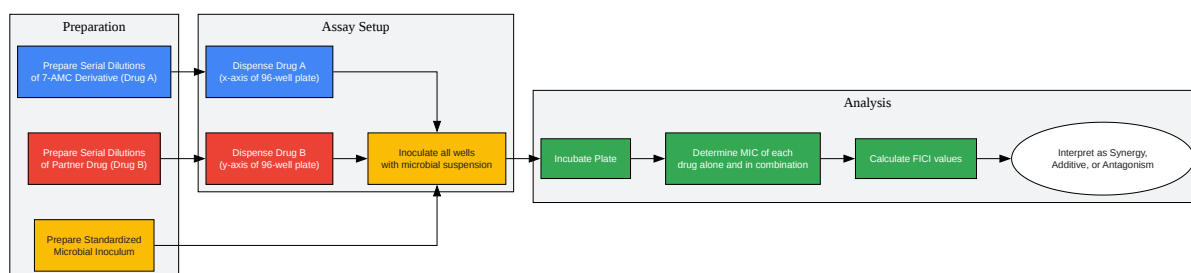 Preparation
Prepare Serial Dilutions
of 7-AMC Derivative (Drug A)
Prepare Serial Dilutions
of Partner Drug (Drug B)
Prepare Standardized
Microbial Inoculum
Assay Setup
Dispense Drug A
(x-axis of 96-well plate)
Dispense Drug B
(y-axis of 96-well plate)
Inoculate all wells
with microbial suspension
Analysis
Incubate Plate
Determine MIC of each
drug alone and in combination
Calculate FICI values
Interpret as Synergy,
Additive, or Antagonism